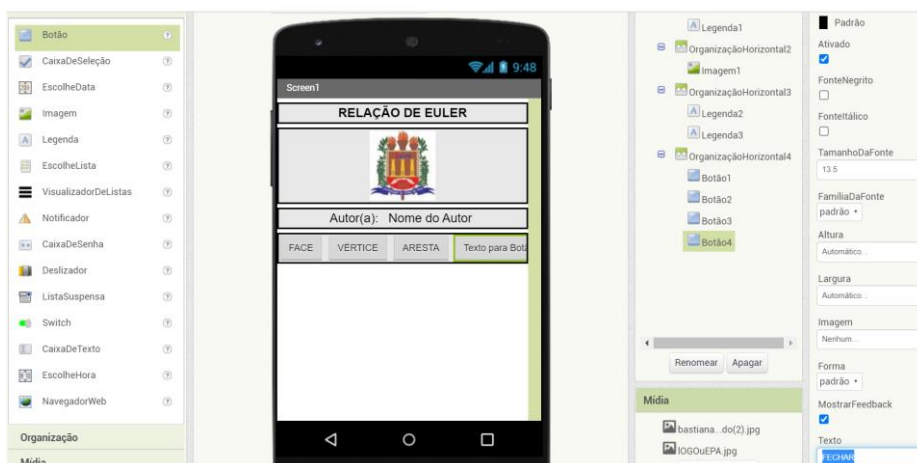 Botão
CaixaDeSeleção
EscolheData
Imagem
Legenda
EscolheLista
VisualizadorDeListas
Notificador
CaixaDeSenha
Deslizador
ListaSuspensa
Switch
CaixaDeTexto
EscolheHora
NavegadorWeb
Organização
Mídia
9:48
Screen1
RELAÇÃO DE EULER
Autor(a): Nome do Autor
FACE VÉRTICE ARESTA Texto para Botã
Legenda1
OrganizaçãoHorizontal2
Imagem1
OrganizaçãoHorizontal3
Legenda2
Legenda3
OrganizaçãoHorizontal4
Botão1
Botão2
Botão3
Botão4
Renomear Apagar
Mídia
bastiana...do(2).jpg
lOGOuEPA.jpg
Padrão
Ativado
FonteNegrito
FonteItálico
TamanhoDaFonte
13.5
FamíliaDaFonte
padrão
Altura
Automático...
Largura
Automático...
Imagem
Nenhum...
Forma
padrão
MostrarFeedback
Texto
FECHAR